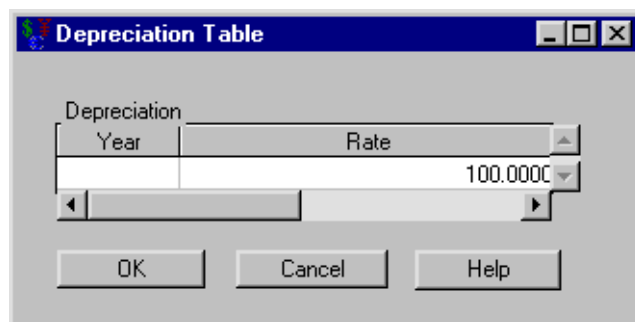 Depreciation Table
Depreciation
Year Rate
100.0000
OK Cancel Help